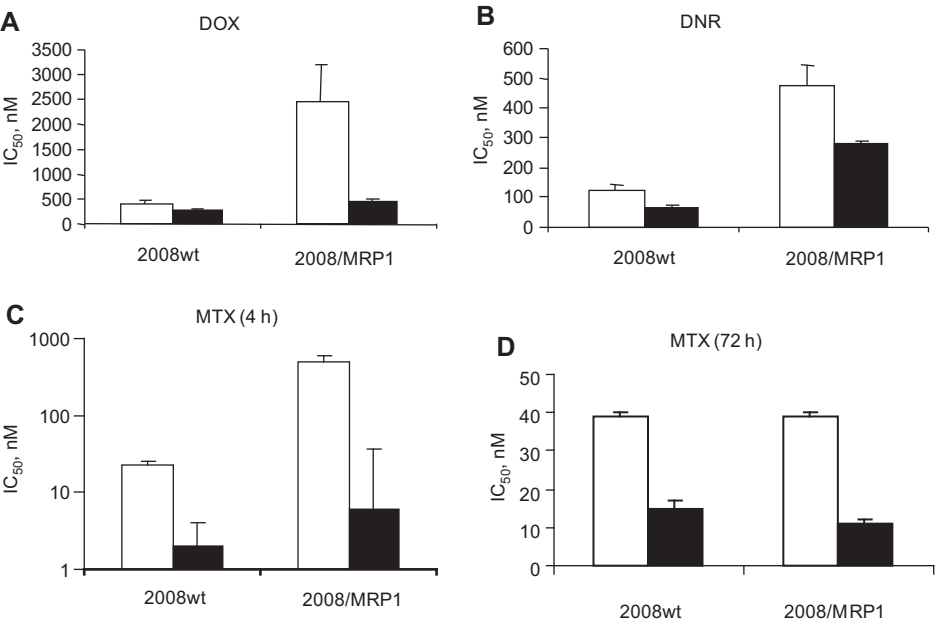 A
DOX
3500
3000
2500
2000
1500
1000
500
0
IC50, nM
2008wt
2008/MRP1
B
DNR
600
500
400
300
200
100
0
IC50, nM
2008wt
2008/MRP1
C
MTX (4 h)
1000
100
10
1
IC50, nM
2008wt
2008/MRP1
D
MTX (72 h)
50
40
30
20
10
0
IC50, nM
2008wt
2008/MRP1